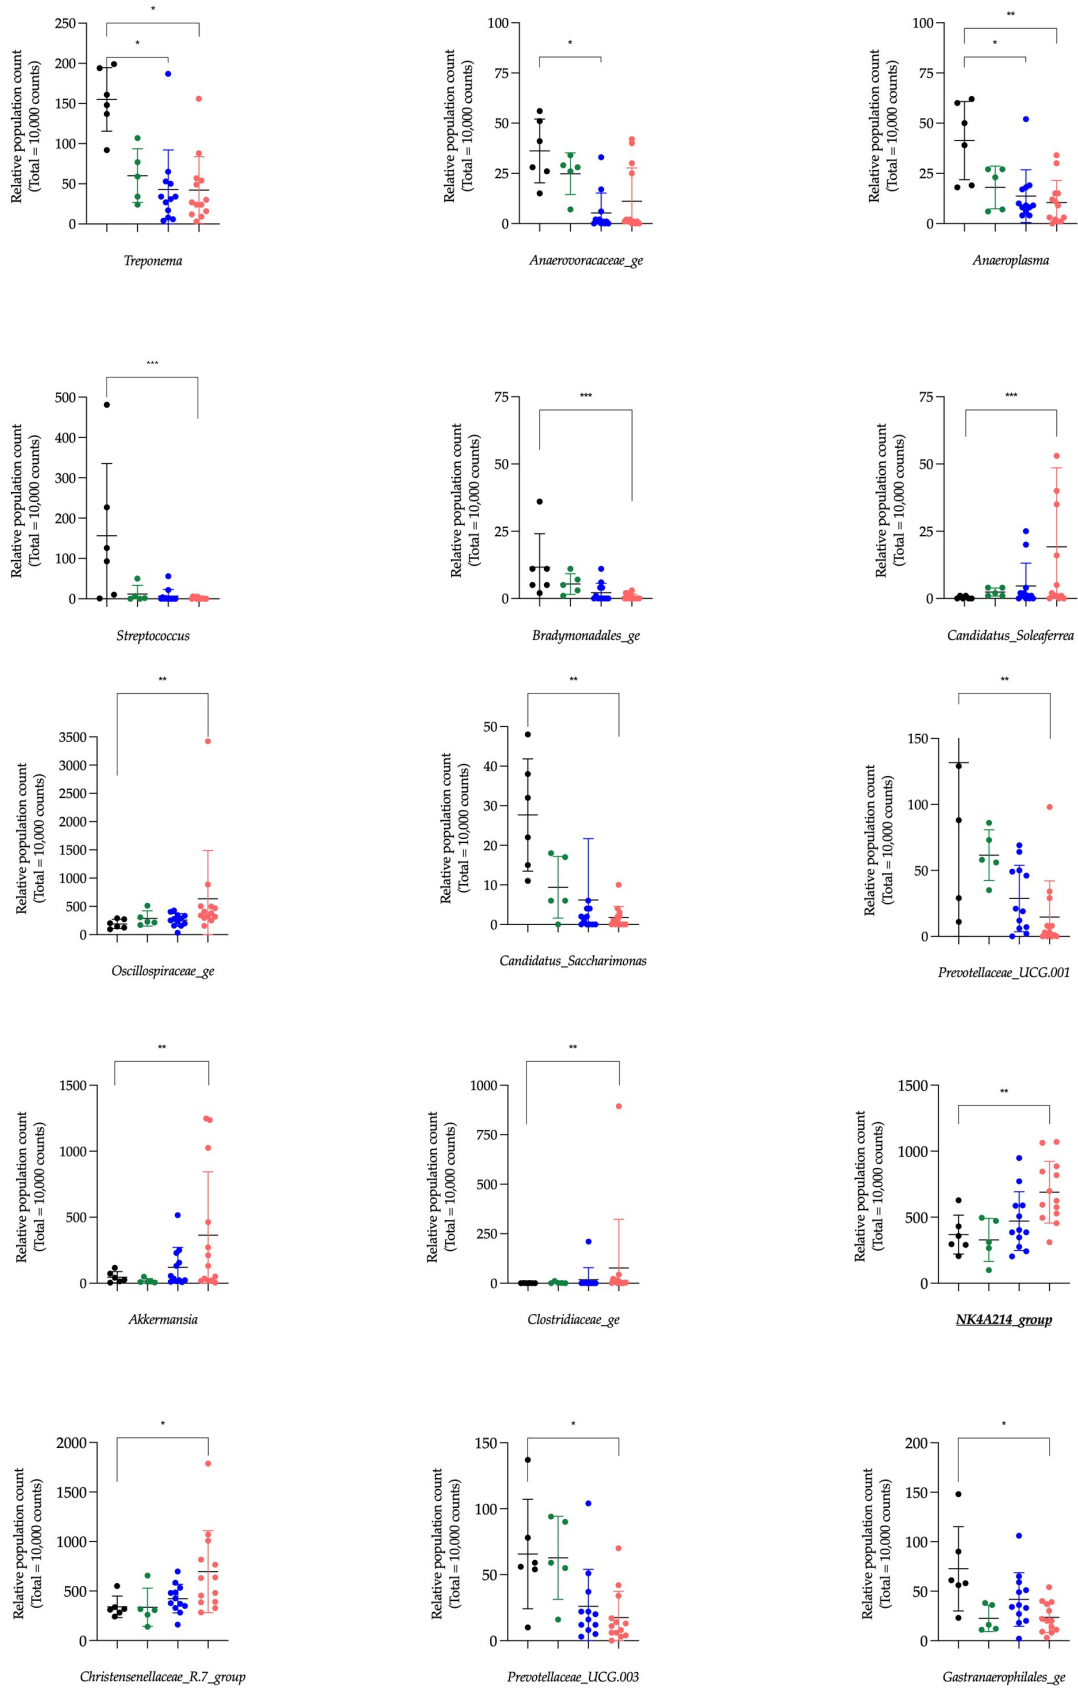 *
*
250
200
150
100
50
0
Relative population count
(Total = 10,000 counts)
Treponema
*
100
75
50
25
0
Relative population count
(Total = 10,000 counts)
Anaerovoracaceae_ge
**
*
100
75
50
25
0
Relative population count
(Total = 10,000 counts)
Anaeroplasma
***
500
400
300
200
100
0
Relative population count
(Total = 10,000 counts)
Streptococcus
***
75
50
25
0
Relative population count
(Total = 10,000 counts)
Bradymonadales_ge
***
75
50
25
0
Relative population count
(Total = 10,000 counts)
Candidatus_Soleaferrea
**
3500
3000
2500
2000
1500
1000
500
0
Relative population count
(Total = 10,000 counts)
Oscillospiraceae_ge
**
50
40
30
20
10
0
Relative population count
(Total = 10,000 counts)
Candidatus_Saccharimonas
**
150
100
50
0
Relative population count
(Total = 10,000 counts)
Prevotellaceae_UCG.001
**
1500
1000
500
0
Relative population count
(Total = 10,000 counts)
Akkermansia
**
1000
750
500
250
0
Relative population count
(Total = 10,000 counts)
Clostridiaceae_ge
**
1500
1000
500
0
Relative population count
(Total = 10,000 counts)
NK4A214_group
*
2000
1500
1000
500
0
Relative population count
(Total = 10,000 counts)
Christensenellaceae_R.7_group
*
150
100
50
0
Relative population count
(Total = 10,000 counts)
Prevotellaceae_UCG.003
*
200
150
100
50
0
Relative population count
(Total = 10,000 counts)
Gastranaerophilales_ge